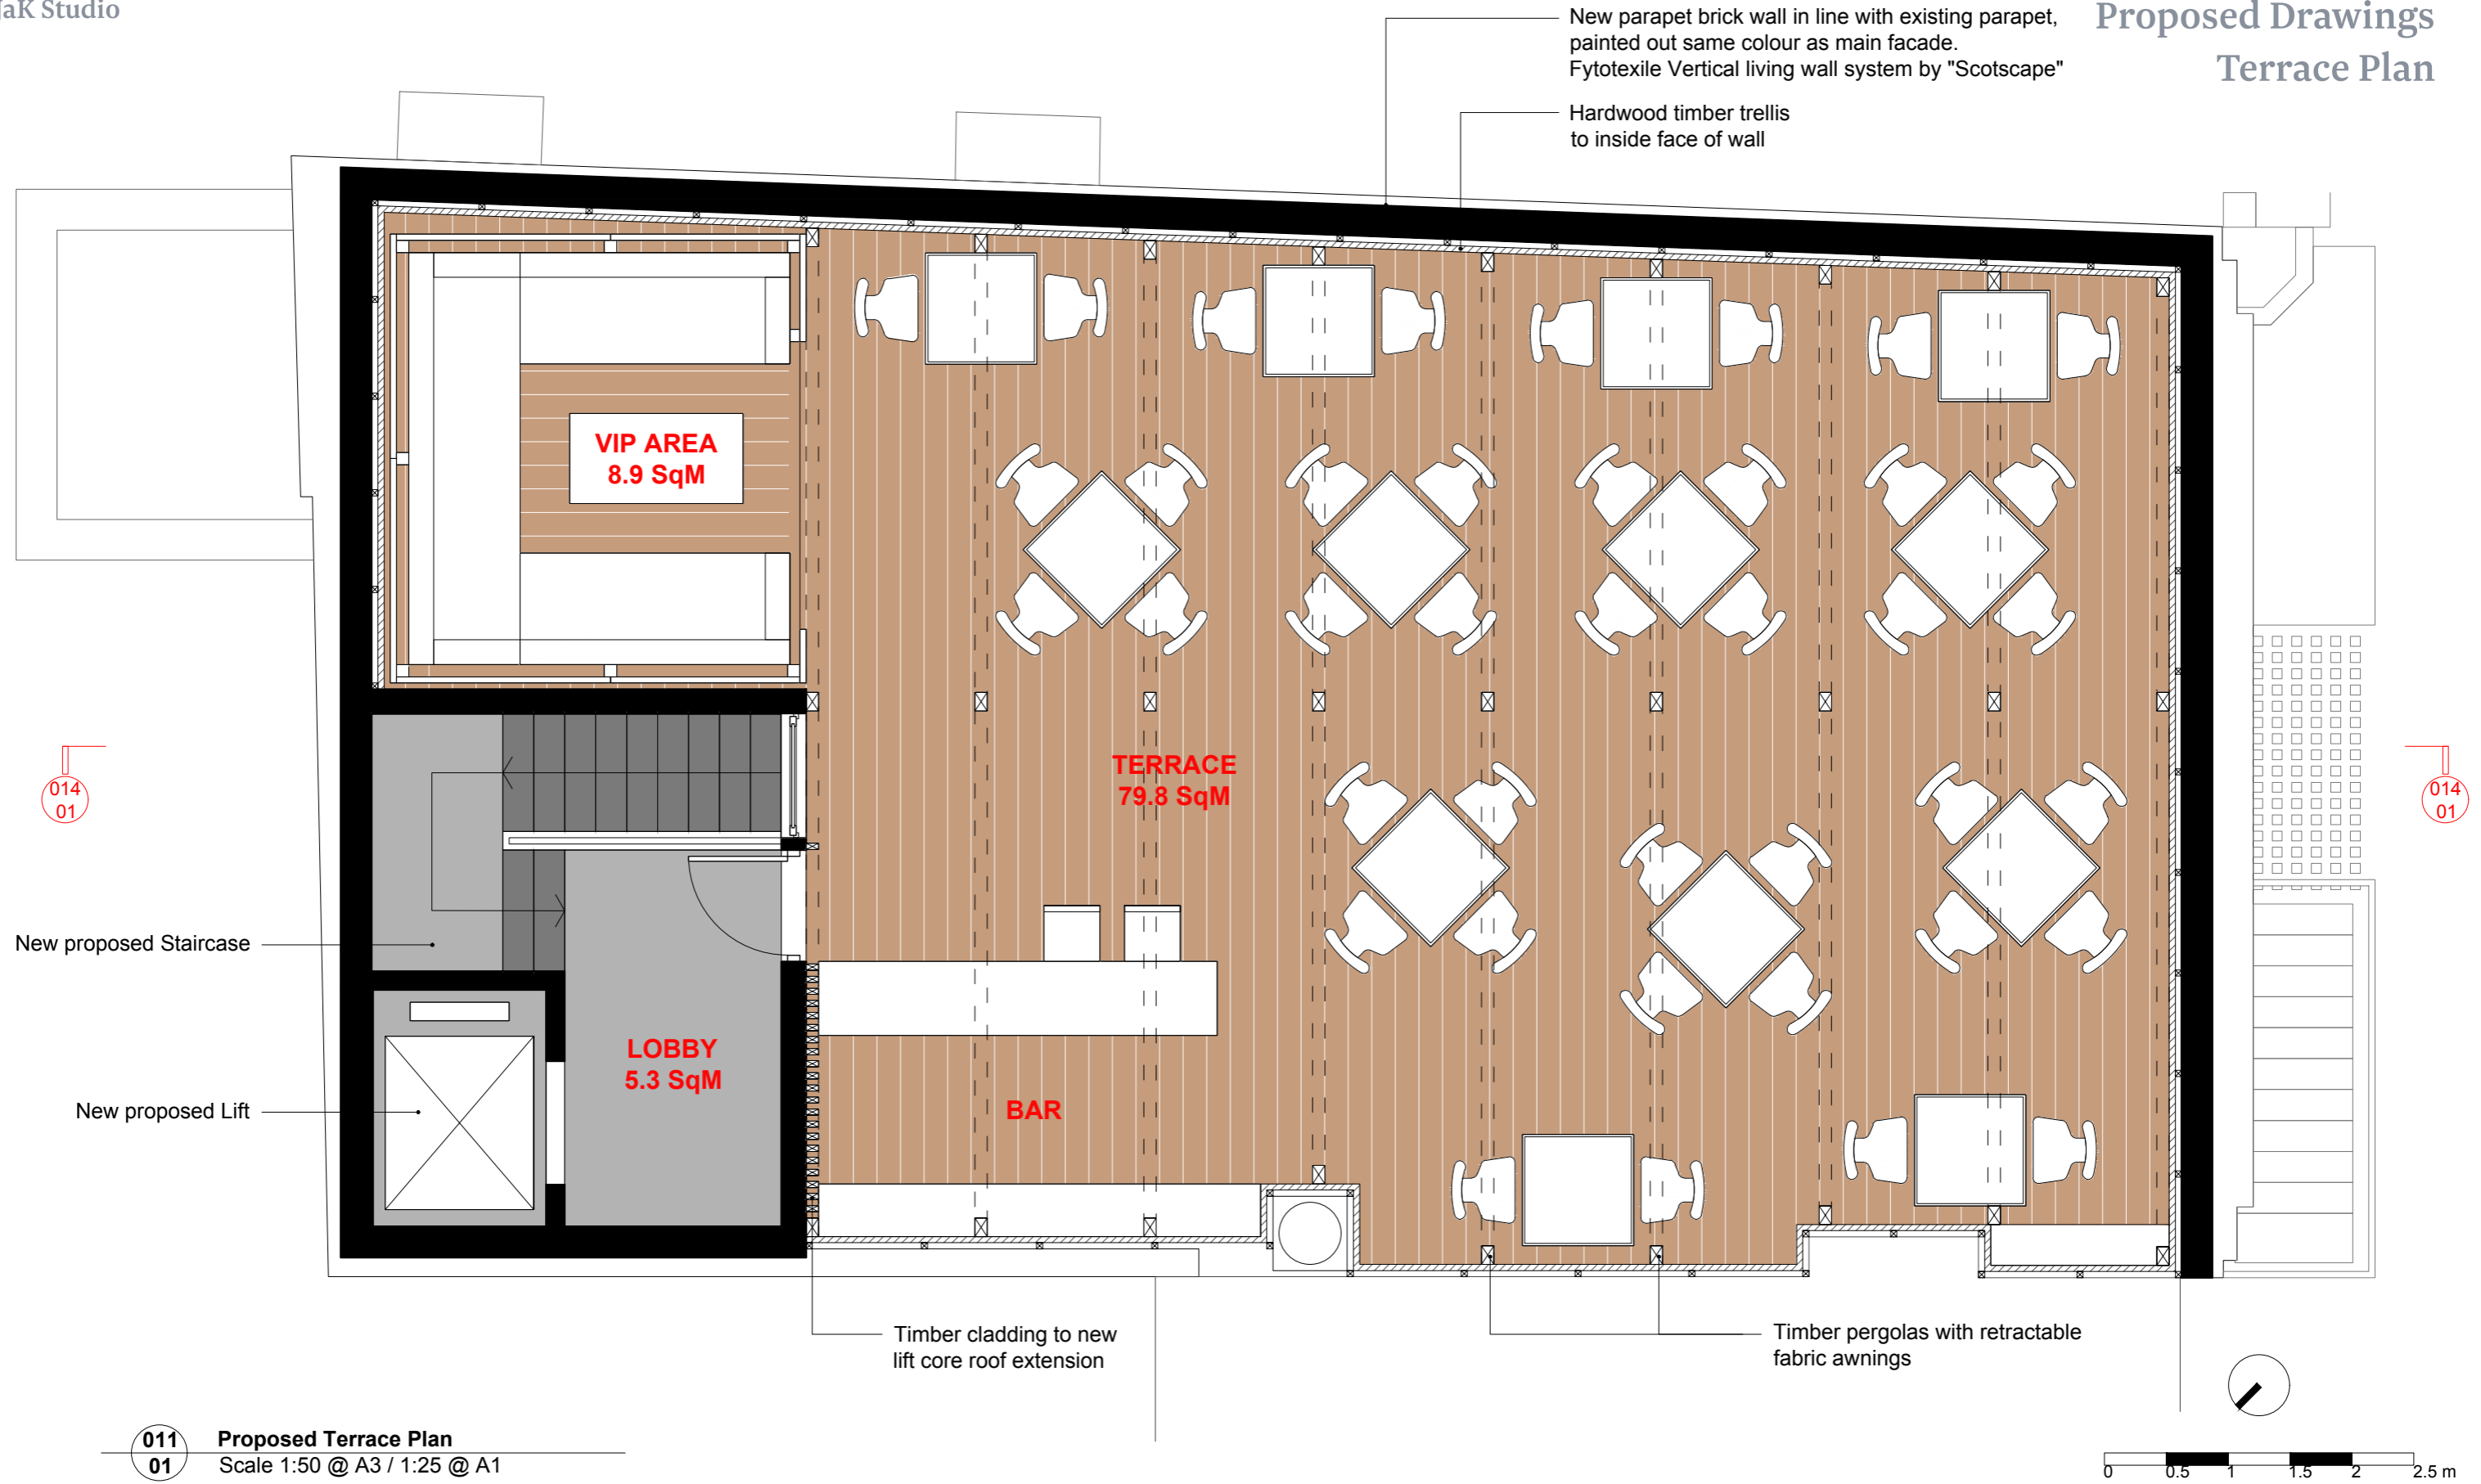 JaK Studio
Proposed Drawings
Terrace Plan
New parapet brick wall in line with existing parapet,
painted out same colour as main facade.
Fytotexile Vertical living wall system by "Scotscape"
Hardwood timber trellis
to inside face of wall
VIP AREA
8.9 SqM
TERRACE
79.8 SqM
014
01
014
01
New proposed Staircase
LOBBY
5.3 SqM
New proposed Lift
BAR
Timber cladding to new
lift core roof extension
Timber pergolas with retractable
fabric awnings
011
01
Proposed Terrace Plan
Scale 1:50 @ A3 / 1:25 @ A1
0 0.5 1 1.5 2 2.5 m